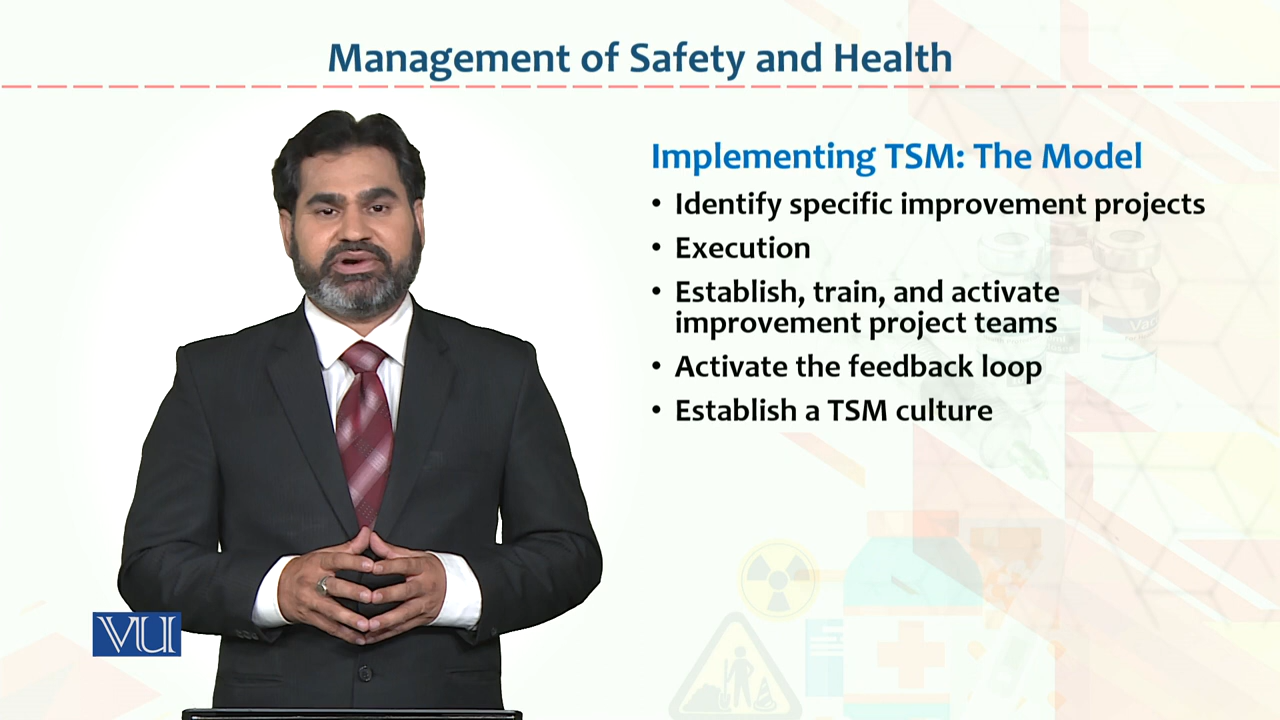 Management of Safety and Health
Implementing TSM: The Model
• Identify specific improvement projects
• Execution
• Establish, train, and activate
improvement project teams
• Activate the feedback loop
• Establish a TSM culture
VU